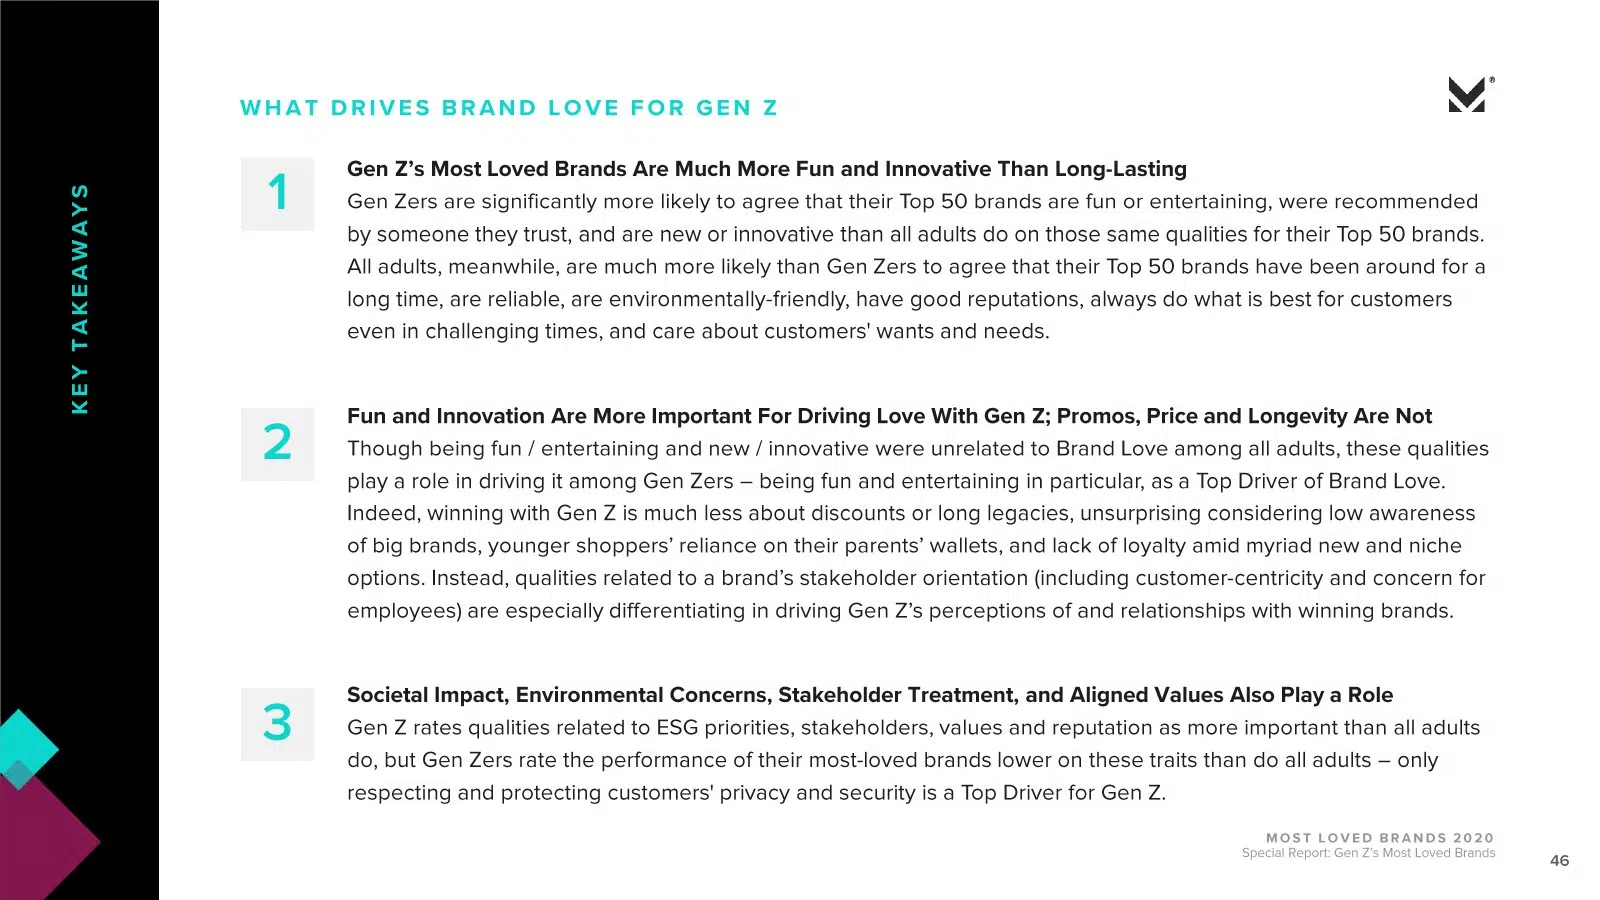 KEY TAKEAWAYS
WHAT DRIVES BRAND LOVE FOR GEN Z
®
1
Gen Z’s Most Loved Brands Are Much More Fun and Innovative Than Long-Lasting
Gen Zers are significantly more likely to agree that their Top 50 brands are fun or entertaining, were recommended
by someone they trust, and are new or innovative than all adults do on those same qualities for their Top 50 brands.
All adults, meanwhile, are much more likely than Gen Zers to agree that their Top 50 brands have been around for a
long time, are reliable, are environmentally-friendly, have good reputations, always do what is best for customers
even in challenging times, and care about customers' wants and needs.
2
Fun and Innovation Are More Important For Driving Love With Gen Z; Promos, Price and Longevity Are Not
Though being fun / entertaining and new / innovative were unrelated to Brand Love among all adults, these qualities
play a role in driving it among Gen Zers – being fun and entertaining in particular, as a Top Driver of Brand Love.
Indeed, winning with Gen Z is much less about discounts or long legacies, unsurprising considering low awareness
of big brands, younger shoppers’ reliance on their parents’ wallets, and lack of loyalty amid myriad new and niche
options. Instead, qualities related to a brand’s stakeholder orientation (including customer-centricity and concern for
employees) are especially differentiating in driving Gen Z’s perceptions of and relationships with winning brands.
3
Societal Impact, Environmental Concerns, Stakeholder Treatment, and Aligned Values Also Play a Role
Gen Z rates qualities related to ESG priorities, stakeholders, values and reputation as more important than all adults
do, but Gen Zers rate the performance of their most-loved brands lower on these traits than do all adults – only
respecting and protecting customers' privacy and security is a Top Driver for Gen Z.
MOST LOVED BRANDS 2020
Special Report: Gen Z’s Most Loved Brands
46